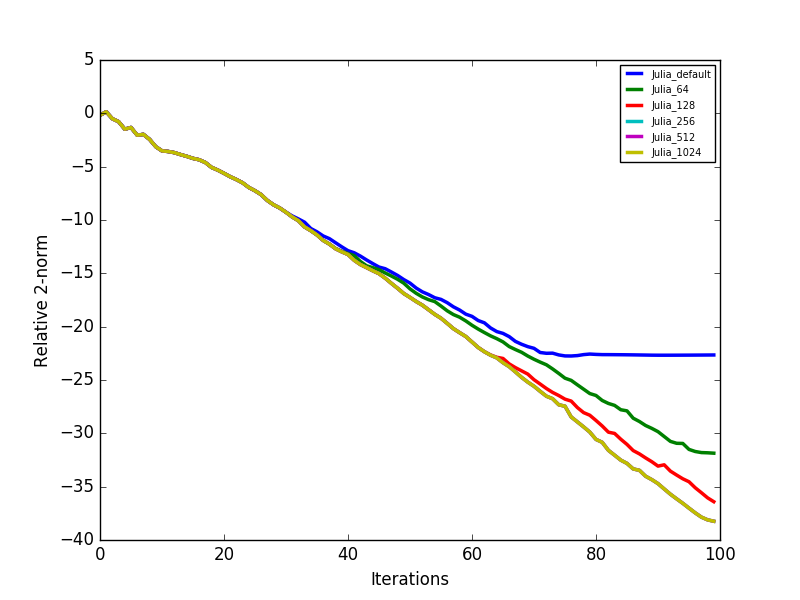 5
0
−5
−10
−15
−20
−25
−30
−35
−40
Relative 2-norm
0 20 40 60 80 100
Iterations
Julia_default
Julia_64
Julia_128
Julia_256
Julia_512
Julia_1024